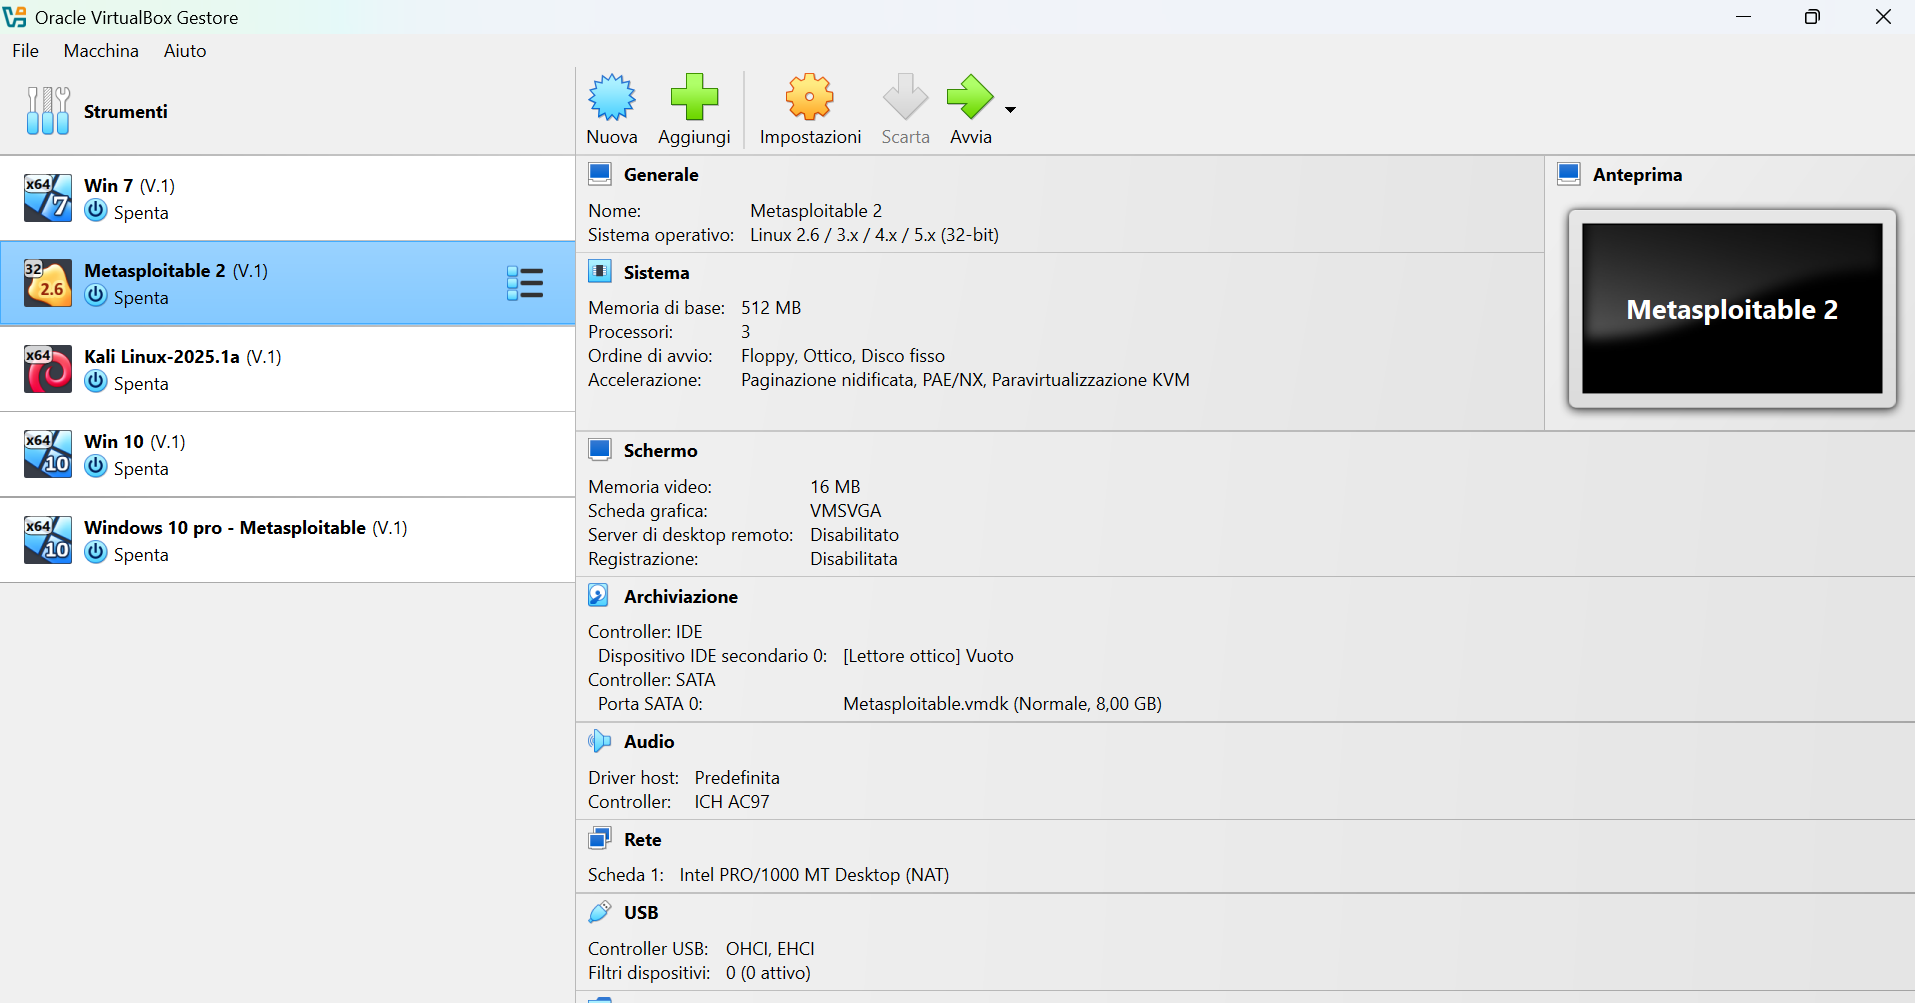 Oracle VirtualBox Gestore
File Macchina Aiuto
Strumenti
Nuova Aggiungi Impostazioni Scarta Avvia
x64 7
Win 7 (V.1)
Spenta
32 2.6
Metasploitable 2 (V.1)
Spenta
x64
Kali Linux-2025.1a (V.1)
Spenta
x64 10
Win 10 (V.1)
Spenta
x64 10
Windows 10 pro - Metasploitable (V.1)
Spenta
Generale
Nome: Metasploitable 2
Sistema operativo: Linux 2.6 / 3.x / 4.x / 5.x (32-bit)
Sistema
Memoria di base: 512 MB
Processori: 3
Ordine di avvio: Floppy, Ottico, Disco fisso
Accelerazione: Paginazione nidificata, PAE/NX, Paravirtualizzazione KVM
Anteprima
Metasploitable 2
Schermo
Memoria video: 16 MB
Scheda grafica: VMSVGA
Server di desktop remoto: Disabilitato
Registrazione: Disabilitata
Archiviazione
Controller: IDE
Dispositivo IDE secondario 0: [Lettore ottico] Vuoto
Controller: SATA
Porta SATA 0: Metasploitable.vmdk (Normale, 8,00 GB)
Audio
Driver host: Predefinita
Controller: ICH AC97
Rete
Scheda 1: Intel PRO/1000 MT Desktop (NAT)
USB
Controller USB: OHCI, EHCI
Filtri dispositivi: 0 (0 attivo)